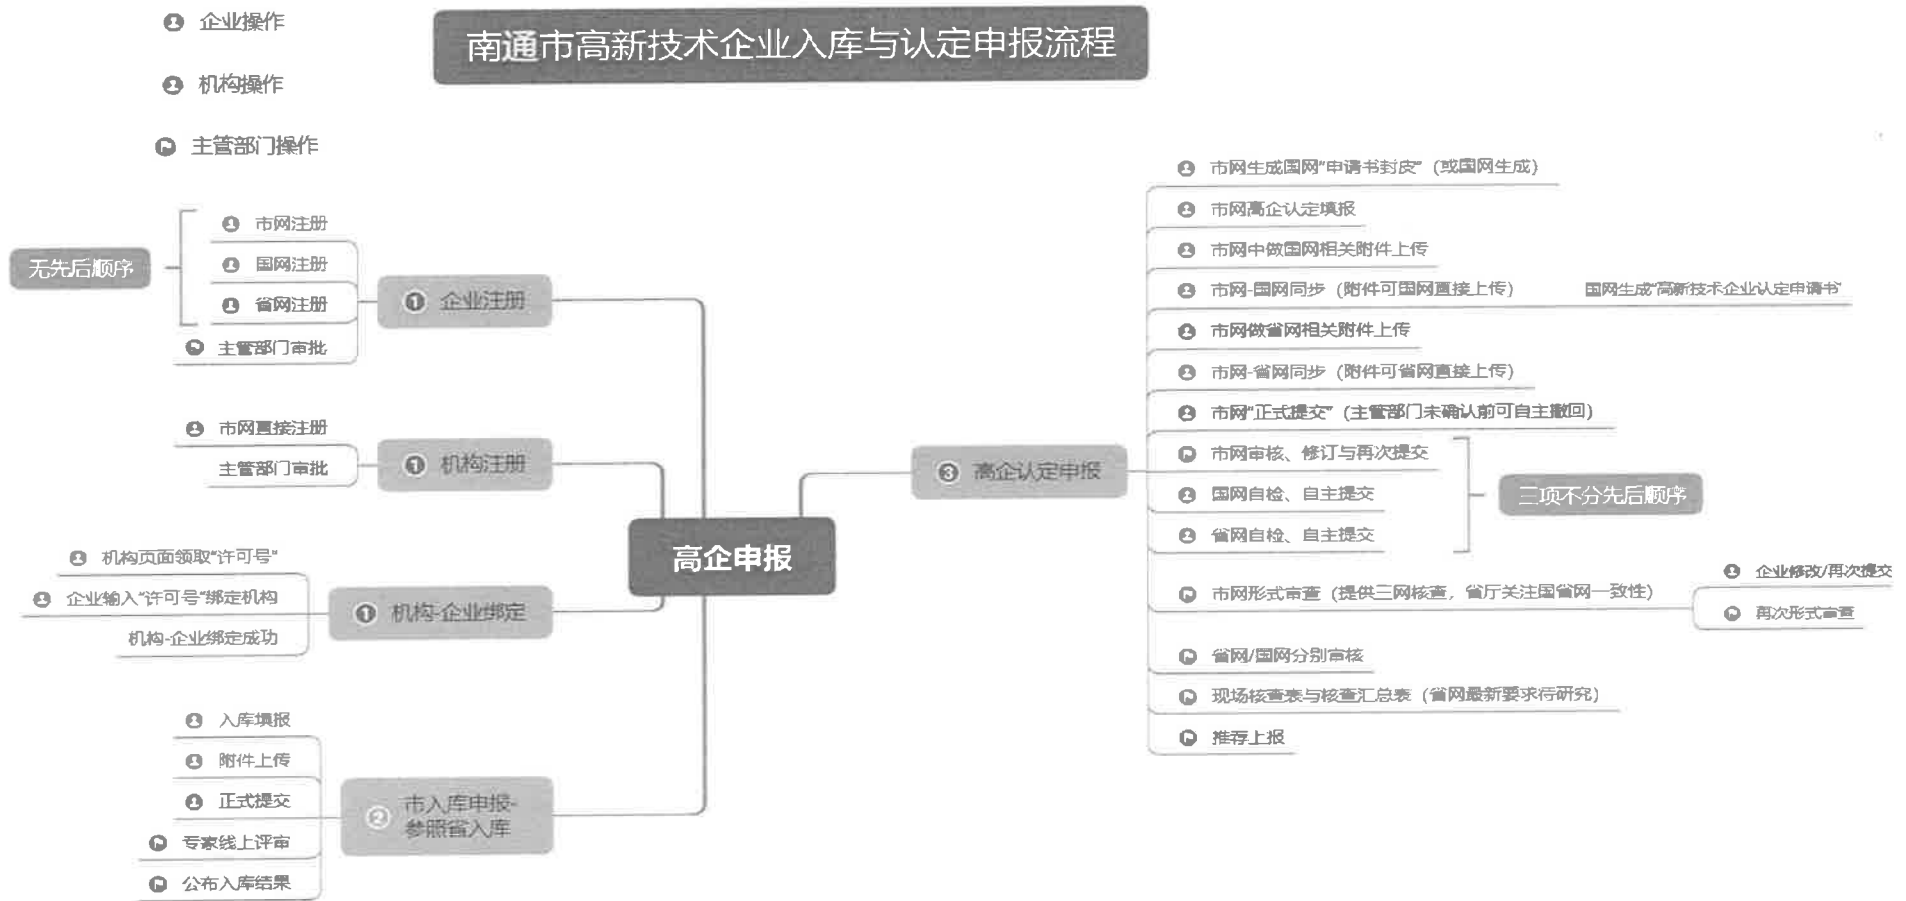 企业操作
南通市高新技术企业入库与认定申报流程
机构操作
主管部门操作
无先后顺序
市网注册
国网注册
省网注册
主管部门审批
❶ 企业注册
市网直接注册
主管部门审批
❶ 机构注册
机构页面领取“许可号”
企业输入“许可号”绑定机构
机构-企业绑定成功
❶ 机构-企业绑定
入库填报
附件上传
正式提交
专家线上评审
公布入库结果
② 市入库申报-
参照省入库
高企申报
❸ 高企认定申报
市网生成国网“申请书封皮”（或国网生成）
市网高企认定填报
市网中做国网相关附件上传
市网-国网同步（附件可国网直接上传） 国网生成“高新技术企业认定申请书”
市网做省网相关附件上传
市网-省网同步（附件可省网直接上传）
市网“正式提交”（主管部门未确认前可自主撤回）
市网审核、修订与再次提交
国网自检、自主提交
省网自检、自主提交
三项不分先后顺序
市网形式审查（提供三网核查，省厅关注国省网一致性）
企业修改/再次提交
再次形式审查
省网/国网分别审核
现场核查表与核查汇总表（省网最新要求待研究）
推荐上报